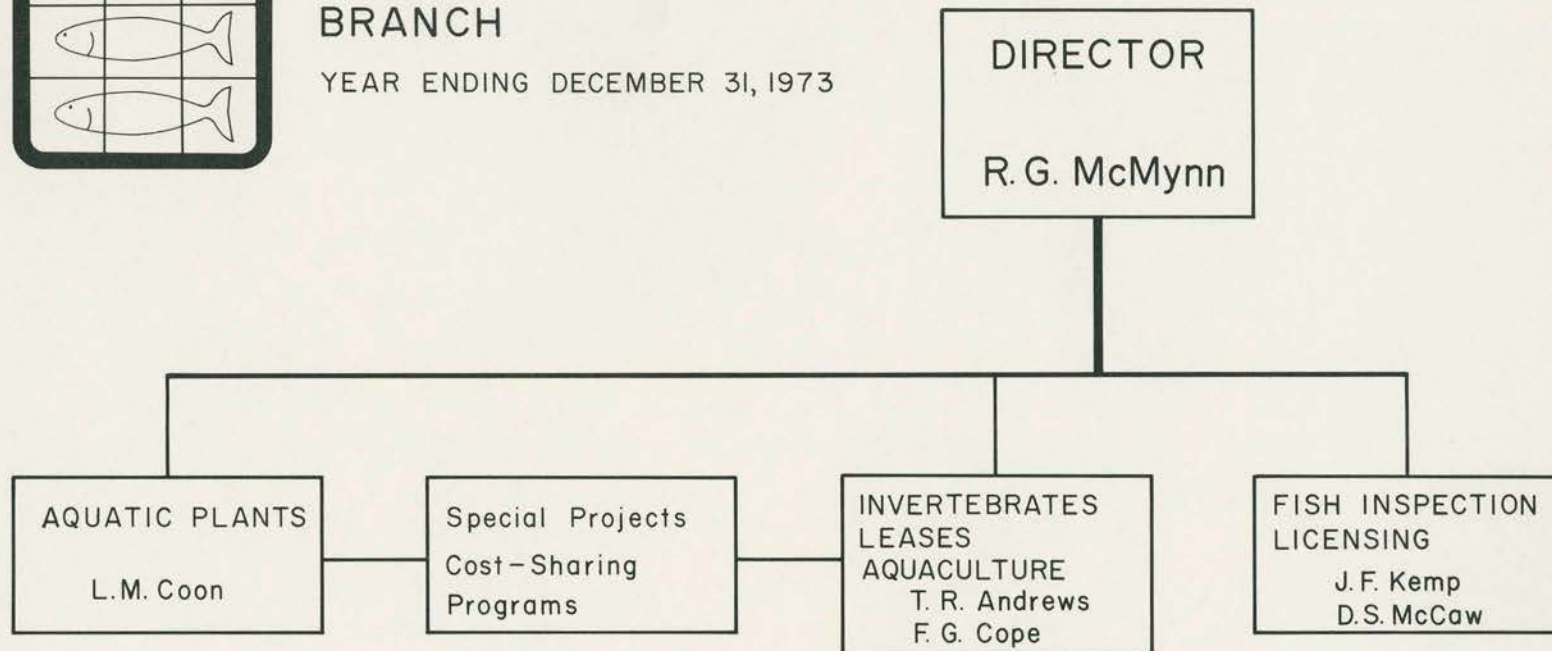 BRANCH
YEAR ENDING DECEMBER 31, 1973
DIRECTOR
R. G. McMynn
AQUATIC PLANTS
L. M. Coon
Special Projects
Cost-Sharing
Programs
INVERTEBRATES
LEASES
AQUACULTURE
T. R. Andrews
F. G. Cope
FISH INSPECTION
LICENSING
J. F. Kemp
D. S. McCaw